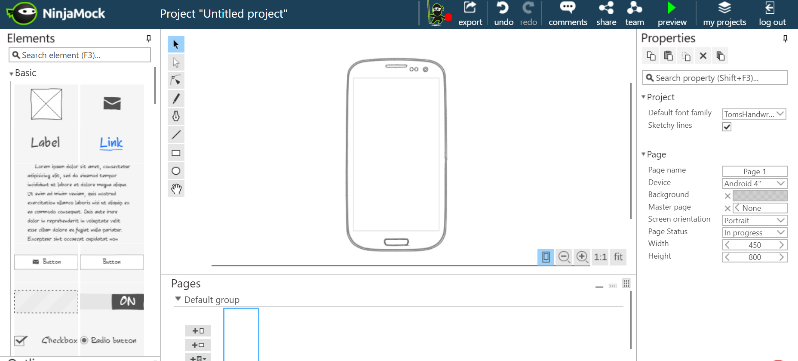 NinjaMock
Project "Untitled project"
export
undo
redo
comments
share
team
preview
my projects
log out
Elements
Search element (F3)...
Basic
Label
Link
Lorem ipsum dolor sit amet, consectetur
adipisicing elit, sed do eiusmod tempor
incididunt ut labore et dolore magna aliqua.
Ut enim ad minim veniam, quis nostrud
exercitation ullamco laboris nisi ut aliquip ex
ea commodo consequat. Duis aute irure
dolor in reprehenderit in voluptate velit
esse cillum dolore eu fugiat nulla pariatur.
Excepteur sint occaecat cupidatat non
Button
Button
ON
Checkbox
Radio button
1:1
fit
Pages
Default group
Properties
Search property (Shift+F3)...
Project
Default font family
TomsHandwr...
Sketchy lines
Page
Page name
Page 1
Device
Android 4"
Background
Master page
None
Screen orientation
Portrait
Page Status
In progress
Width
450
Height
800